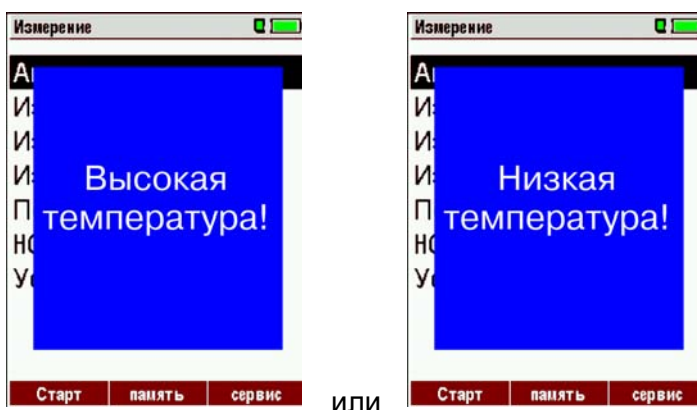 Измерение
Высокая
температура!
Старт память сервис
или
Измерение
Низкая
температура!
Старт память сервис